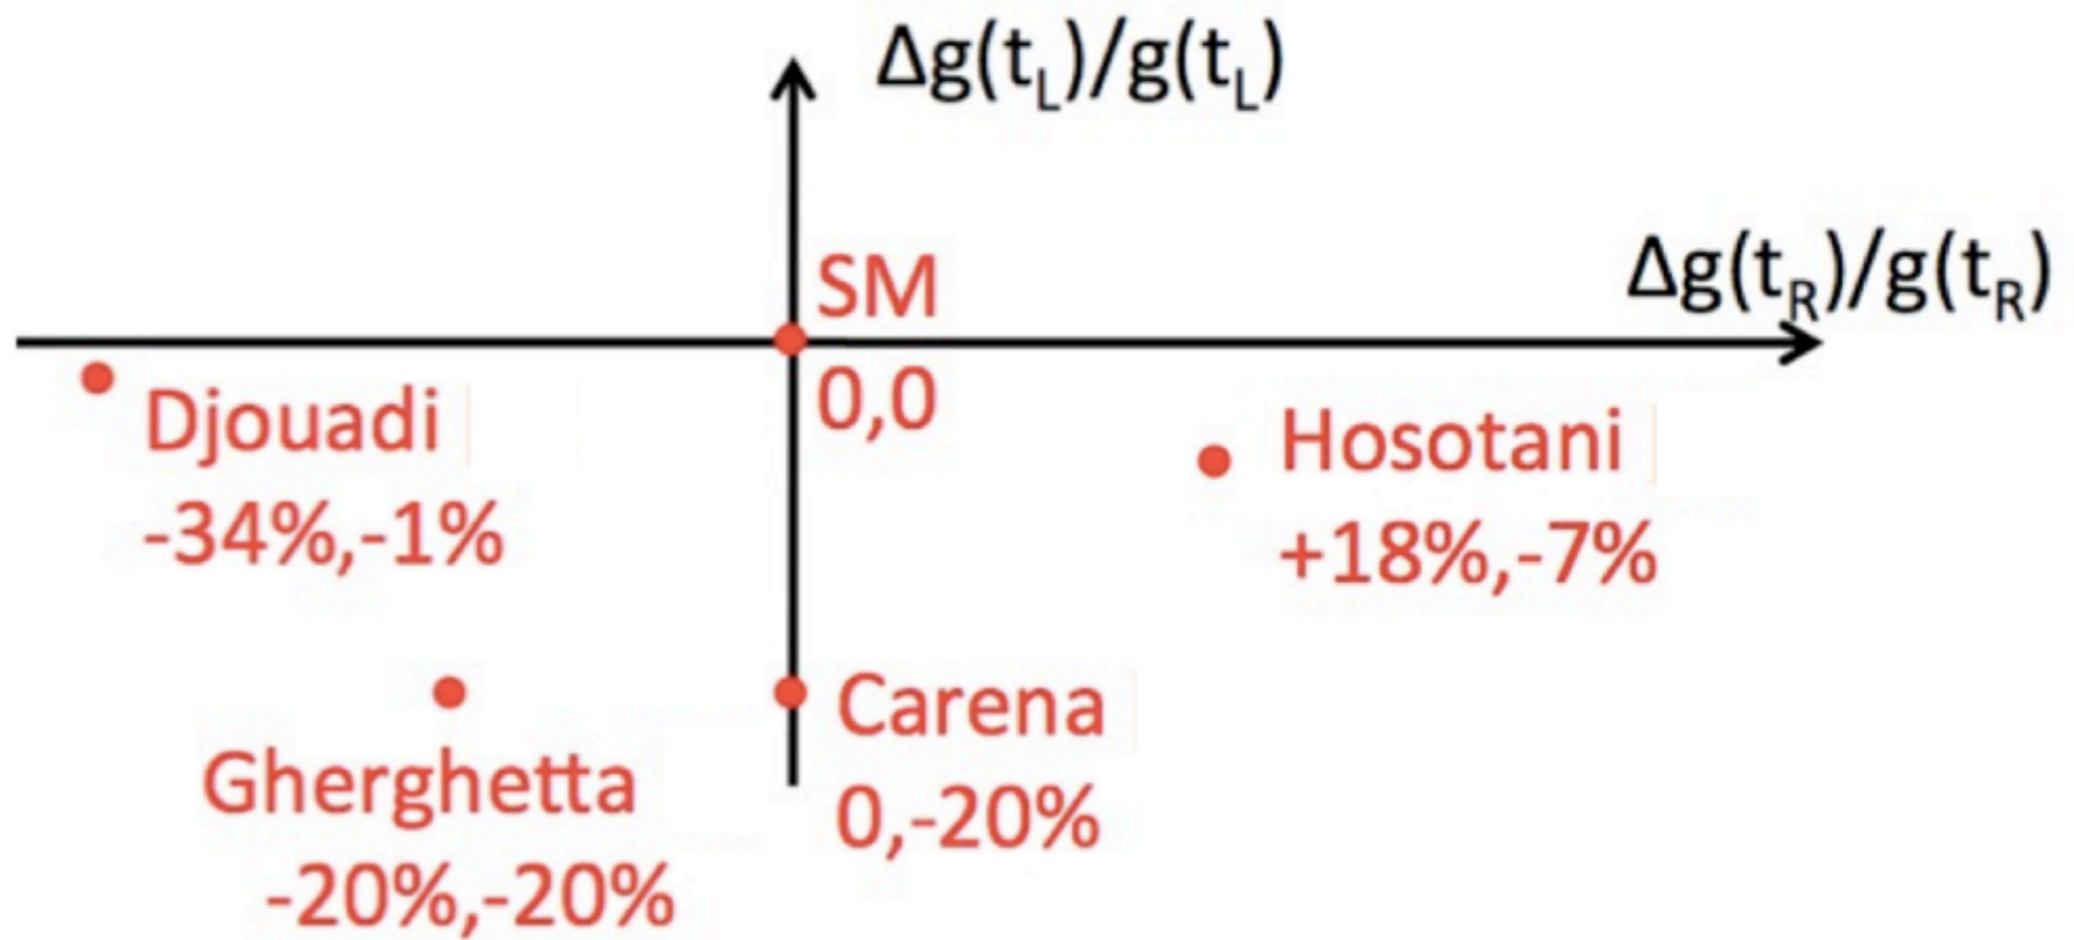 Δg(tL)/g(tL)
Δg(tR)/g(tR)
SM
0,0
Djouadi
-34%,-1%
Hosotani
+18%,-7%
Gherghetta
-20%,-20%
Carena
0,-20%